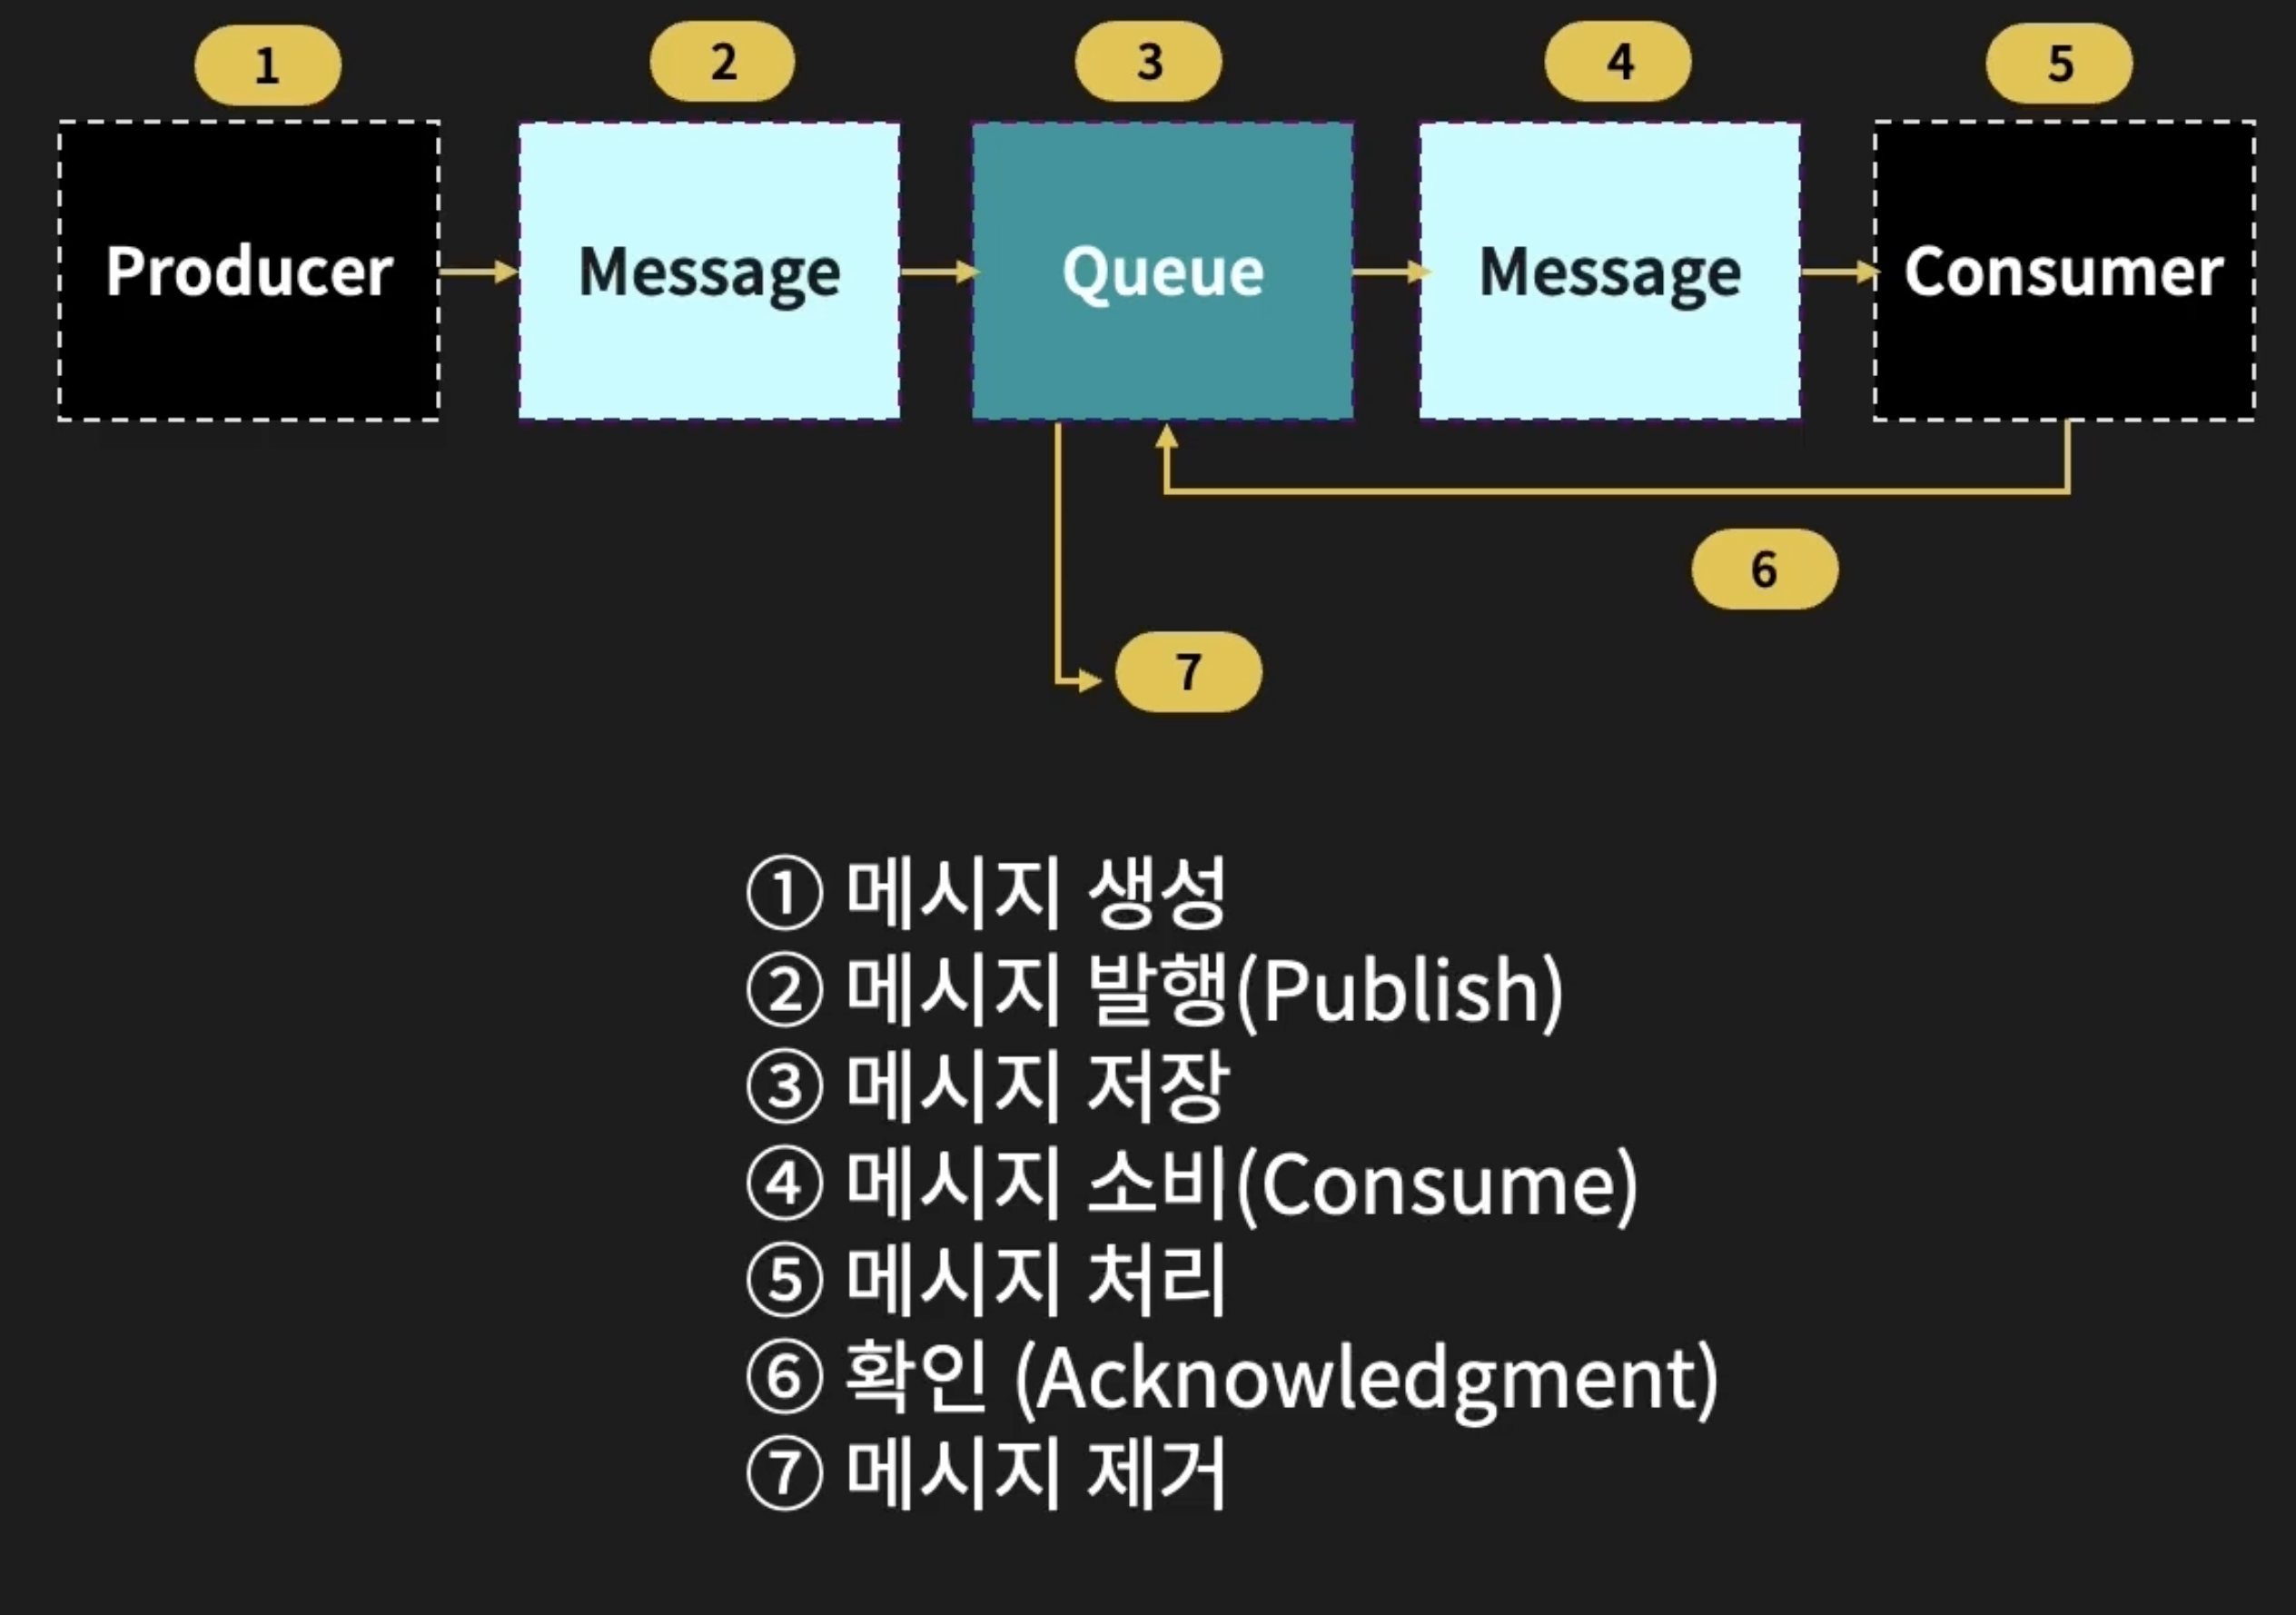 1 2 3 4 5
Producer Message Queue Message Consumer
6
7
① 메시지 생성
② 메시지 발행(Publish)
③ 메시지 저장
④ 메시지 소비(Consume)
⑤ 메시지 처리
⑥ 확인 (Acknowledgment)
⑦ 메시지 제거